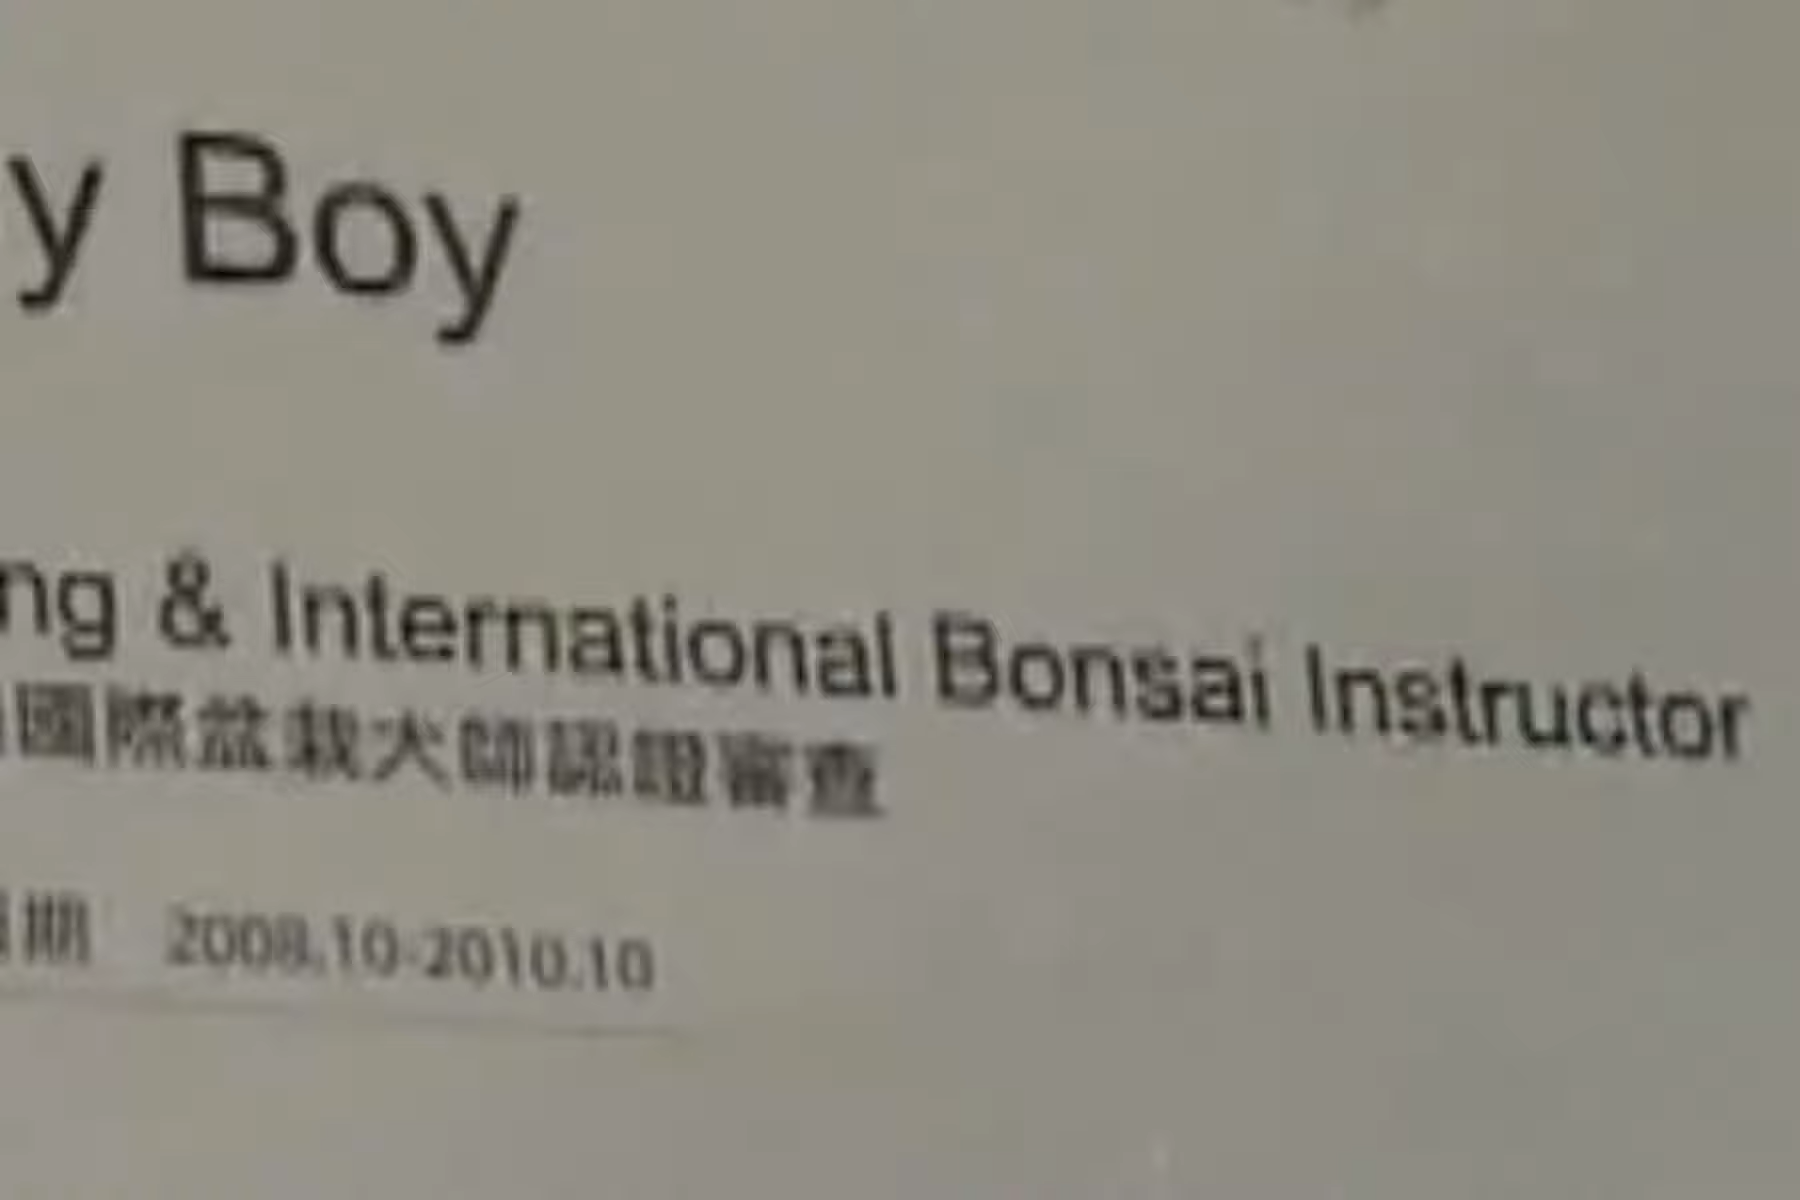 y Boy
ng & International Bonsai Instructor
國際盆栽大師認證審查
期 2008.10-2010.10